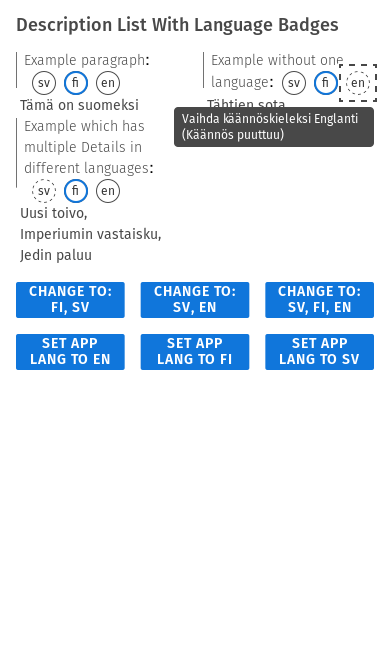 Description List With Language Badges
Example paragraph:
sv fi en
Tämä on suomeksi
Example without one
language: sv fi en
Tähtien sota
Vaihda käännöskieleksi Englanti
(Käännös puuttuu)
Example which has
multiple Details in
different languages:
sv fi en
Uusi toivo,
Imperiumin vastaisku,
Jedin paluu
CHANGE TO:
FI, SV
CHANGE TO:
SV, EN
CHANGE TO:
SV, FI, EN
SET APP
LANG TO EN
SET APP
LANG TO FI
SET APP
LANG TO SV